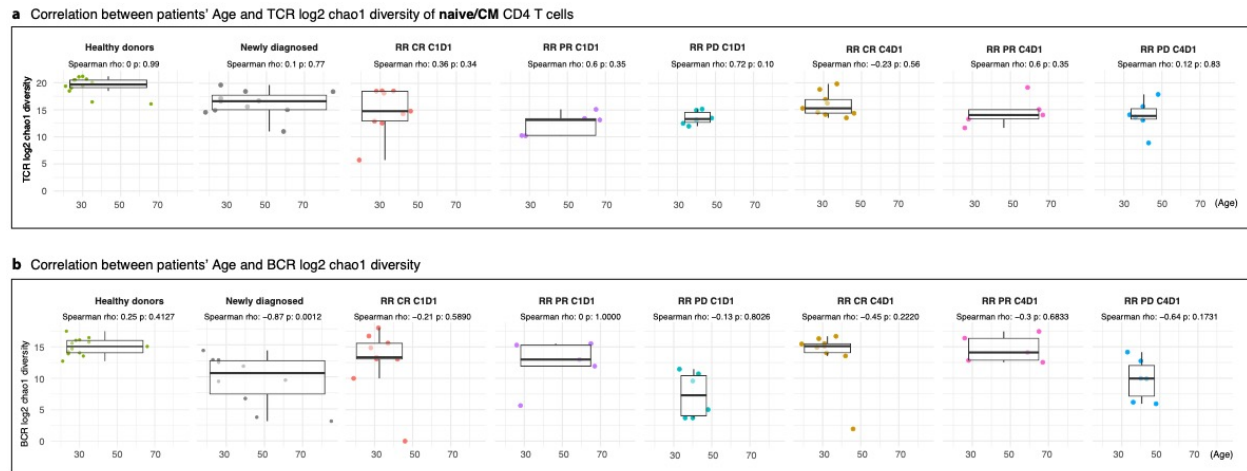 a Correlation between patients' Age and TCR log2 chao1 diversity of naive/CM CD4 T cells
Healthy donors Newly diagnosed RR CR C1D1 RR PR C1D1 RR PD C1D1 RR CR C4D1 RR PR C4D1 RR PD C4D1
Spearman rho: 0 p: 0.99 Spearman rho: 0.1 p: 0.77 Spearman rho: 0.36 p: 0.34 Spearman rho: 0.6 p: 0.35 Spearman rho: 0.72 p: 0.10 Spearman rho: −0.23 p: 0.56 Spearman rho: 0.6 p: 0.35 Spearman rho: 0.12 p: 0.83
TCR log2 chao1 diversity
20
15
10
5
0
30 50 70 30 50 70 30 50 70 30 50 70 30 50 70 30 50 70 30 50 70 30 50 70 (Age)
b Correlation between patients' Age and BCR log2 chao1 diversity
Healthy donors Newly diagnosed RR CR C1D1 RR PR C1D1 RR PD C1D1 RR CR C4D1 RR PR C4D1 RR PD C4D1
Spearman rho: 0.25 p: 0.4127 Spearman rho: −0.87 p: 0.0012 Spearman rho: −0.21 p: 0.5890 Spearman rho: 0 p: 1.0000 Spearman rho: −0.13 p: 0.8026 Spearman rho: −0.45 p: 0.2220 Spearman rho: −0.3 p: 0.6833 Spearman rho: −0.64 p: 0.1731
BCR log2 chao1 diversity
15
10
5
0
30 50 70 30 50 70 30 50 70 30 50 70 30 50 70 30 50 70 30 50 70 30 50 70 (Age)